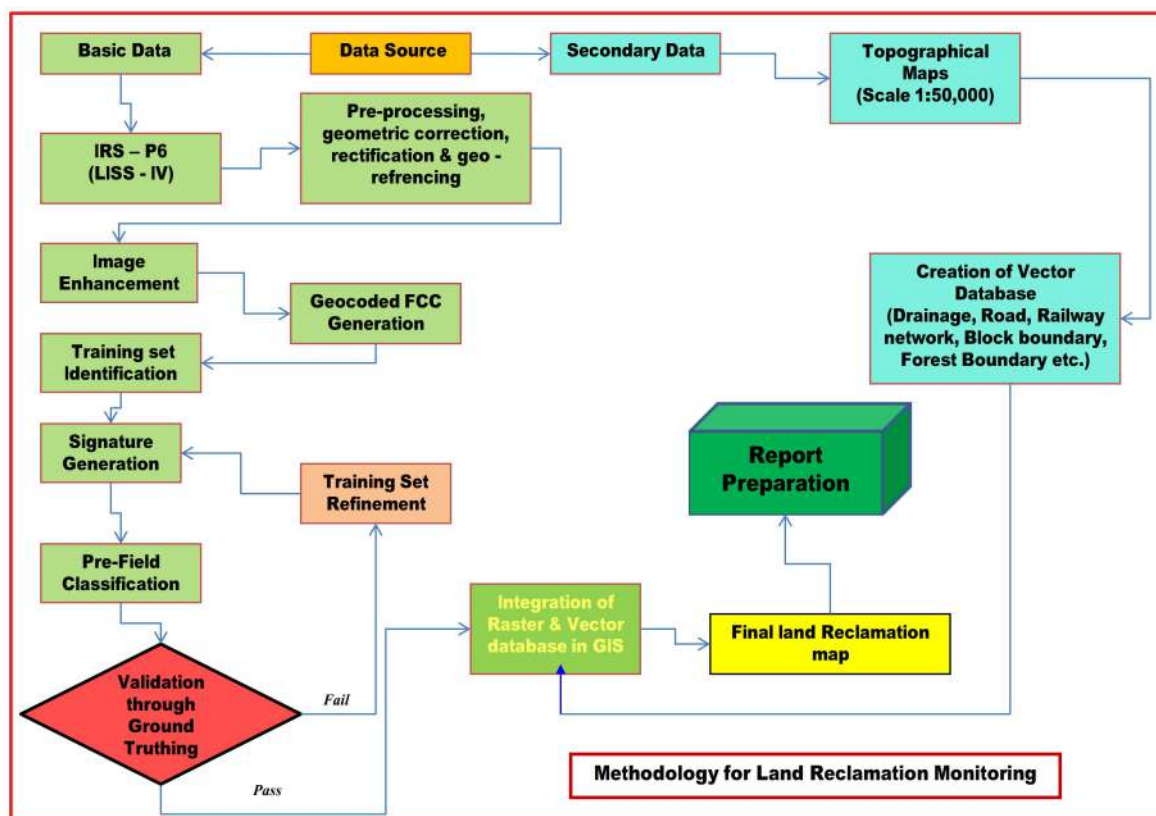 Basic Data
Data Source
Secondary Data
Topographical
Maps
(Scale 1:50,000)
IRS – P6
(LISS - IV)
Pre-processing,
geometric correction,
rectification & geo -
refrencing
Image
Enhancement
Geocoded FCC
Generation
Creation of Vector
Database
(Drainage, Road, Railway
network, Block boundary,
Forest Boundary etc.)
Training set
Identification
Signature
Generation
Training Set
Refinement
Report
Preparation
Pre-Field
Classification
Integration of
Raster & Vector
database in GIS
Final land Reclamation
map
Validation
through
Ground
Truthing
Fail
Pass
Methodology for Land Reclamation Monitoring